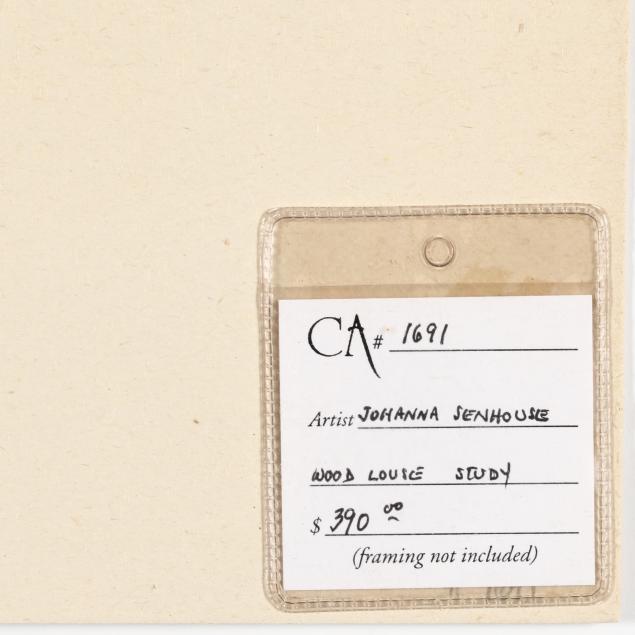 CA # 1691
Artist JOHANNA SENHOUSE
WOOD LOUSE STUDY
$ 390 00
(framing not included)